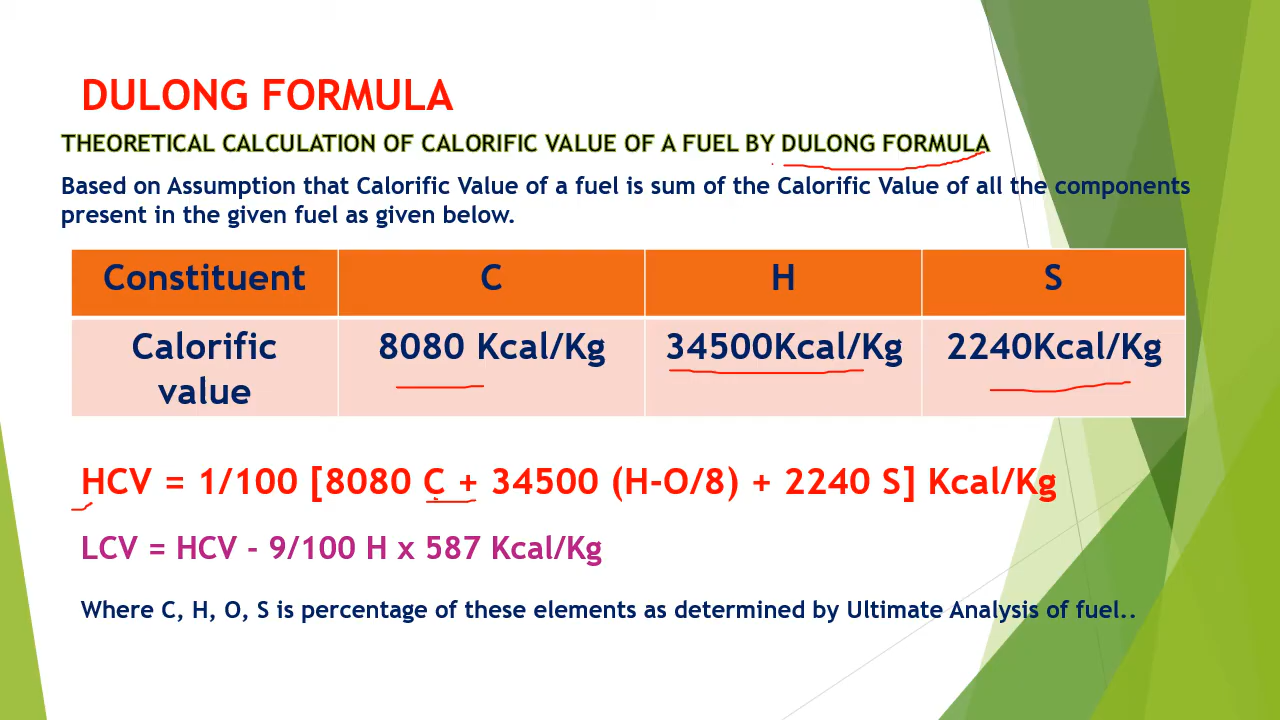 DULONG FORMULA
THEORETICAL CALCULATION OF CALORIFIC VALUE OF A FUEL BY DULONG FORMULA
Based on Assumption that Calorific Value of a fuel is sum of the Calorific Value of all the components
present in the given fuel as given below.
Constituent C H S
Calorific value 8080 Kcal/Kg 34500Kcal/Kg 2240Kcal/Kg
HCV = 1/100 [8080 C + 34500 (H-O/8) + 2240 S] Kcal/Kg
LCV = HCV - 9/100 H x 587 Kcal/Kg
Where C, H, O, S is percentage of these elements as determined by Ultimate Analysis of fuel..